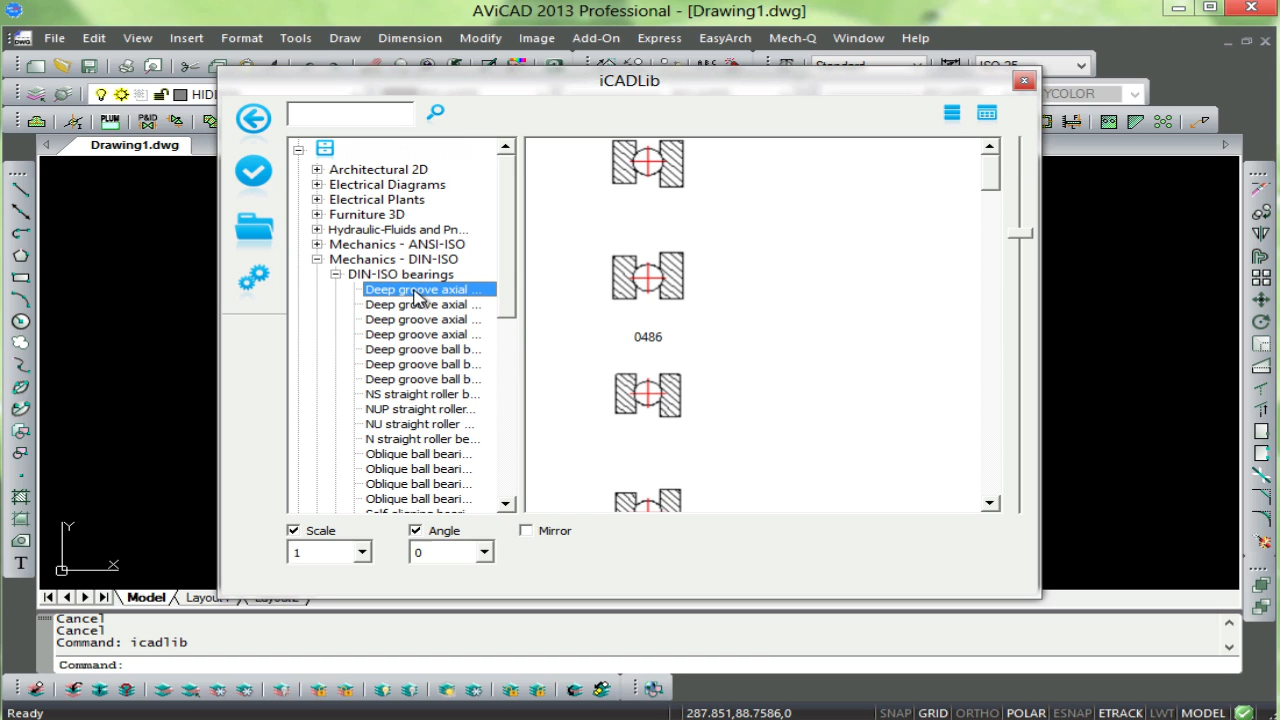 AViCAD 2013 Professional - [Drawing1.dwg]
File Edit View Insert Format Tools Draw Dimension Modify Image Add-On Express EasyArch Mech-Q Window Help
Standard ISO-25
iCADLib
HID YCOLOR
PLUM P&ID
Drawing1.dwg
Architectural 2D
Electrical Diagrams
Electrical Plants
Furniture 3D
Hydraulic-Fluids and Pn...
Mechanics - ANSI-ISO
Mechanics - DIN-ISO
DIN-ISO bearings
Deep groove axial ...
Deep groove axial ...
Deep groove axial ...
Deep groove axial ...
Deep groove ball b...
Deep groove ball b...
Deep groove ball b...
NS straight roller b...
NUP straight roller...
NU straight roller ...
N straight roller be...
Oblique ball beari...
Oblique ball beari...
Oblique ball beari...
Oblique ball beari...
0486
Scale Angle Mirror
1 0
Y
X
T
Model Layout
Cancel
Cancel
Command: icadlib
Command:
Ready 287.851,88.7586,0 SNAP GRID ORTHO POLAR ESNAP ETRACK LWT MODEL